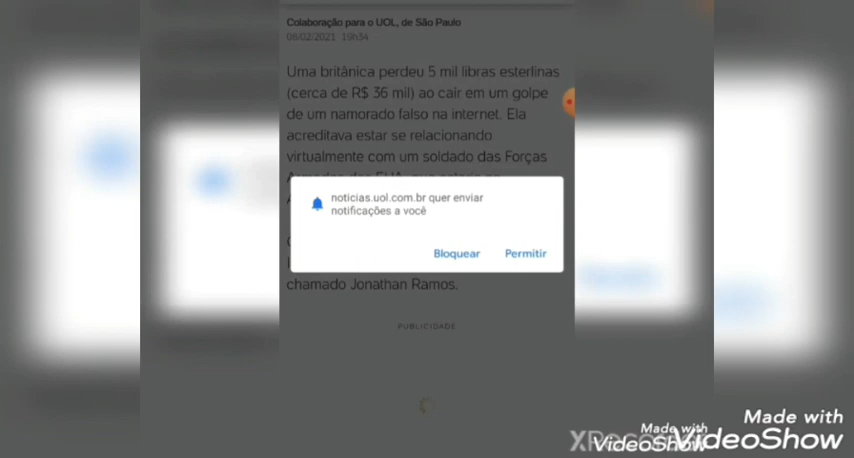 Colaboração para o UOL, de São Paulo
08/02/2021 19h34
Uma britânica perdeu 5 mil libras esterlinas
(cerca de R$ 36 mil) ao cair em um golpe
de um namorado falso na internet. Ela
acreditava estar se relacionando
virtualmente com um soldado das Forças
noticias.uol.com.br quer enviar
notificações a você
Bloquear Permitir
chamado Jonathan Ramos.
PUBLICIDADE
Made with
VideoShow
Made with
VideoShow